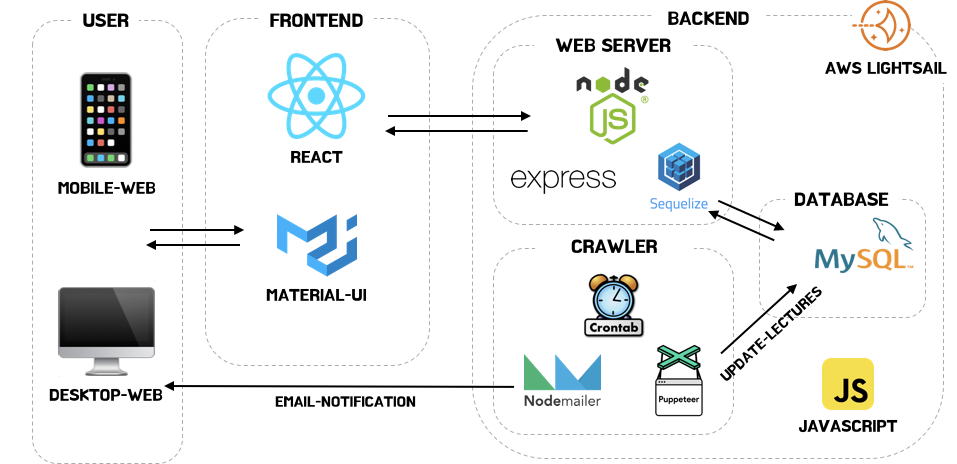 USER
MOBILE-WEB
DESKTOP-WEB
FRONTEND
REACT
MATERIAL-UI
BACKEND
AWS LIGHTSAIL
WEB SERVER
node
JS
®
express
Sequelize
DATABASE
MySQL™
CRAWLER
Crontab
Nodemailer
Puppeteer
UPDATE-LECTURES
EMAIL-NOTIFICATION
JS
JAVASCRIPT